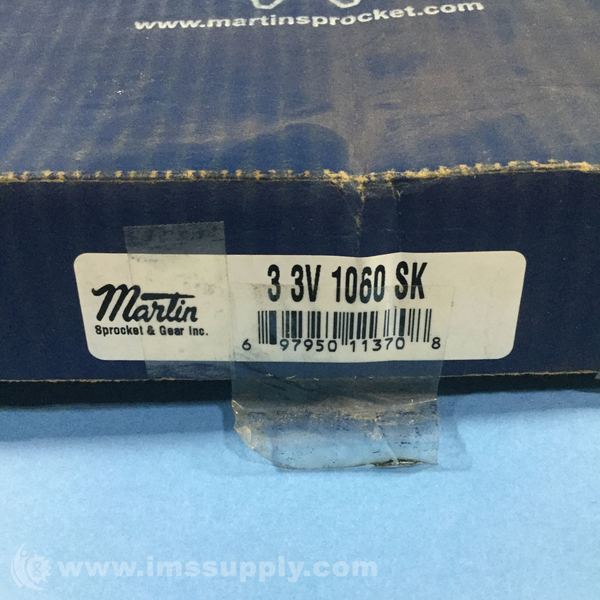 www.martinsprocket.com
Martin
Sprocket & Gear Inc.
3 3V 1060 SK
6 97950 11370 8
www.imssupply.com